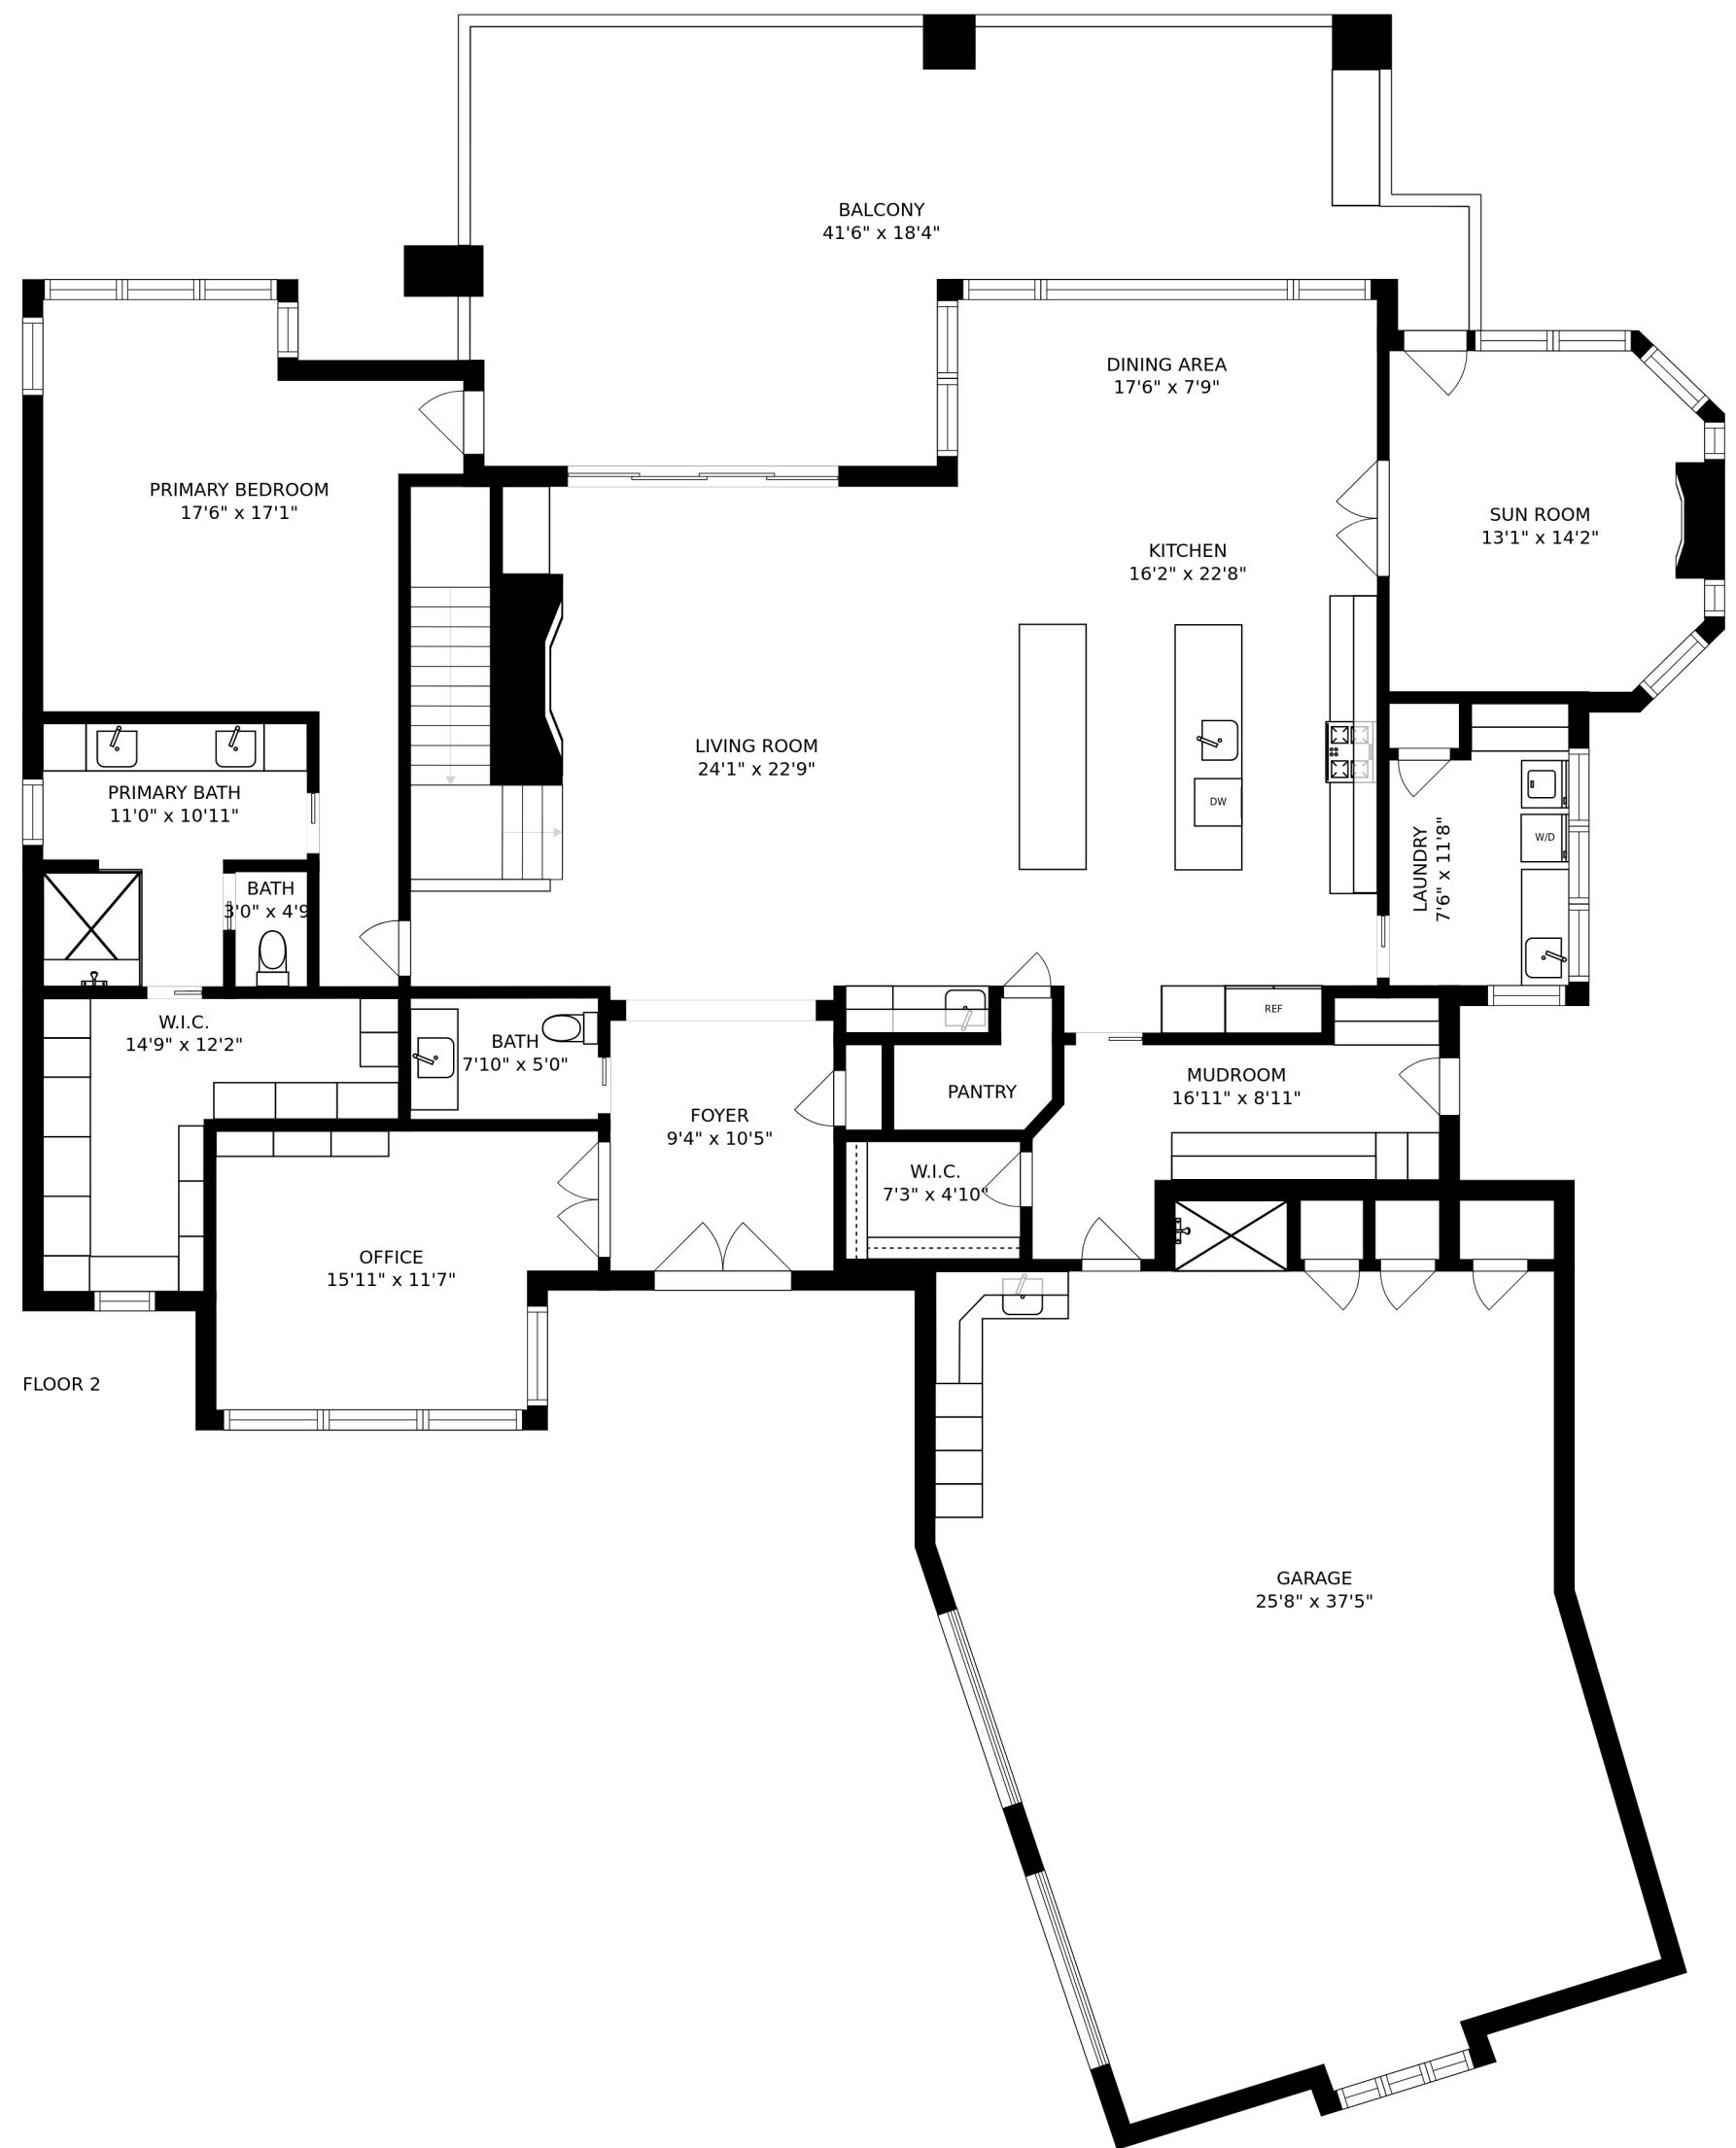 BALCONY
41'6" x 18'4"
DINING AREA
17'6" x 7'9"
PRIMARY BEDROOM
17'6" x 17'1"
SUN ROOM
13'1" x 14'2"
KITCHEN
16'2" x 22'8"
LIVING ROOM
24'1" x 22'9"
PRIMARY BATH
11'0" x 10'11"
DW
W/D
LAUNDRY
7'6" x 11'8"
BATH
3'0" x 4'9
REF
W.I.C.
14'9" x 12'2"
BATH
7'10" x 5'0"
PANTRY
MUDROOM
16'11" x 8'11"
FOYER
9'4" x 10'5"
W.I.C.
7'3" x 4'10"
OFFICE
15'11" x 11'7"
FLOOR 2
GARAGE
25'8" x 37'5"